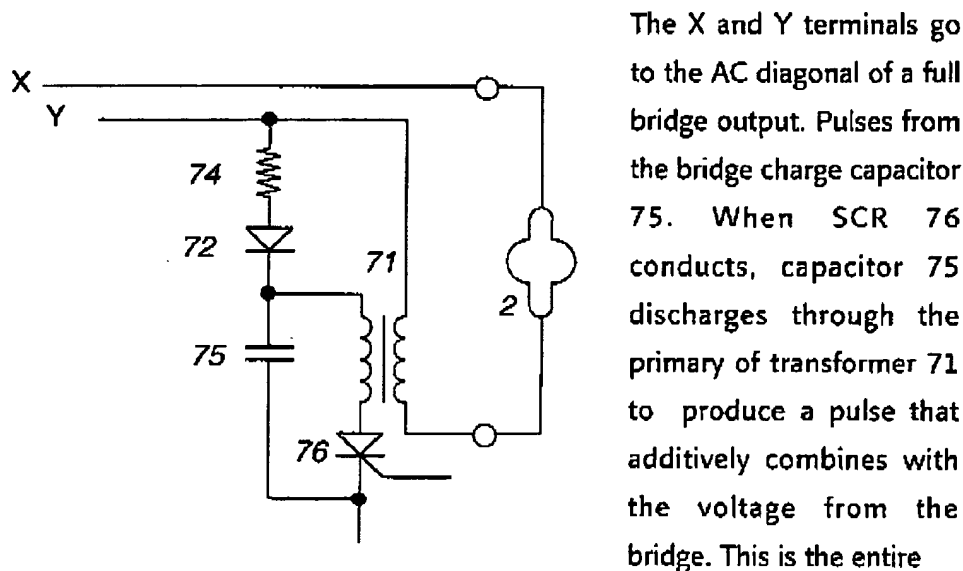 The X and Y terminals go
to the AC diagonal of a full
bridge output. Pulses from
the bridge charge capacitor
75. When SCR 76
conducts, capacitor 75
discharges through the
primary of transformer 71
to produce a pulse that
additively combines with
the voltage from the
bridge. This is the entire
X
Y
74
72
71
2
75
76